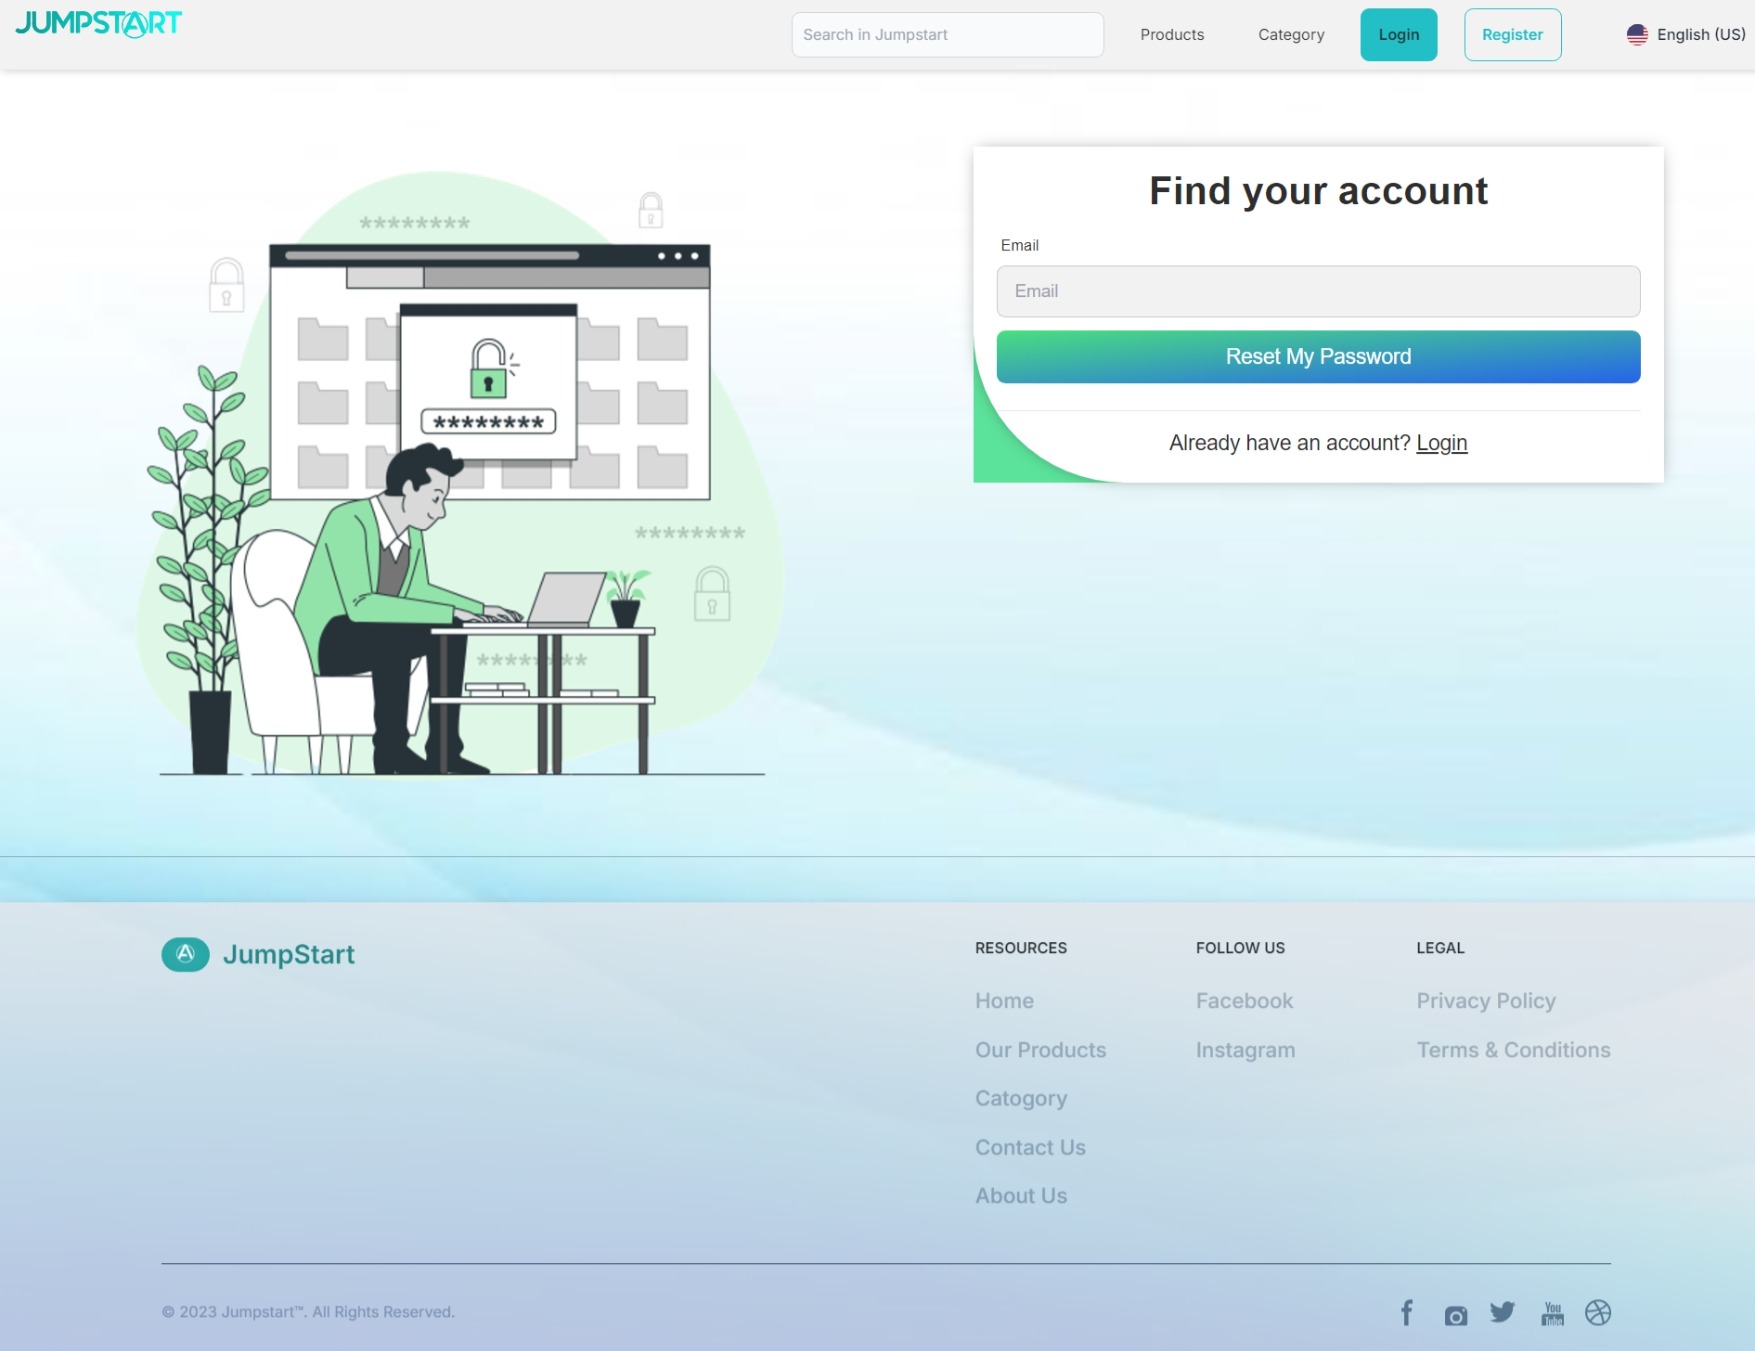 JUMPSTART
Search in Jumpstart
Products
Category
Login
Register
English (US)
********
********
********
********
Find your account
Email
Email
Reset My Password
Already have an account? Login
JumpStart
RESOURCES
Home
Our Products
Catogory
Contact Us
About Us
FOLLOW US
Facebook
Instagram
LEGAL
Privacy Policy
Terms & Conditions
© 2023 Jumpstart™. All Rights Reserved.
You
Tube